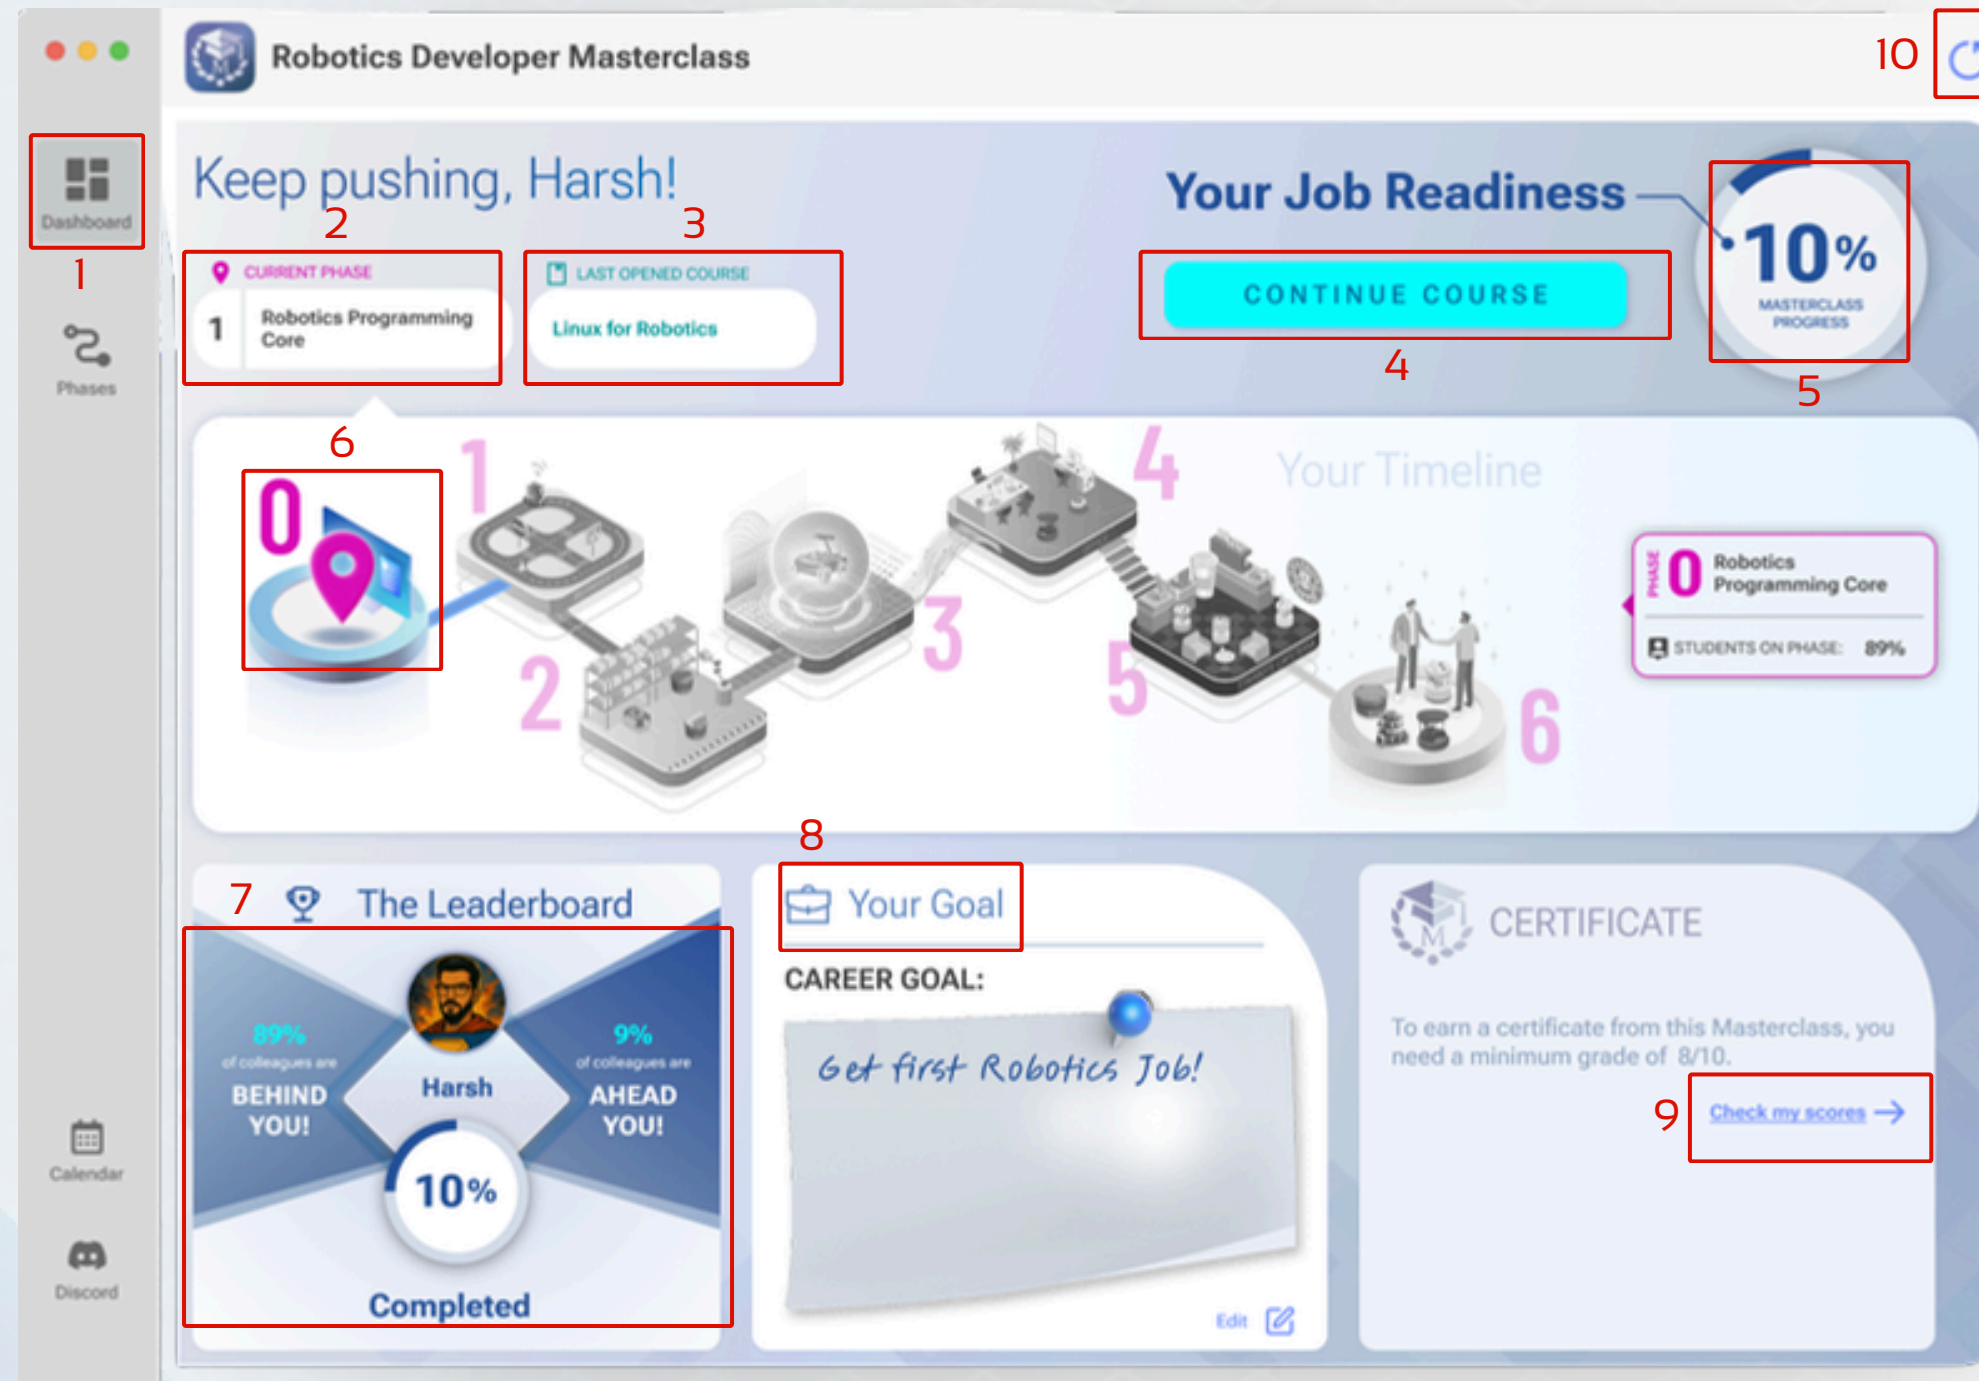 Robotics Developer Masterclass
10
Dashboard
1
Phases
Calendar
Discord
Keep pushing, Harsh!
2
3
CURRENT PHASE
1
Robotics Programming
Core
LAST OPENED COURSE
Linux for Robotics
Your Job Readiness
CONTINUE COURSE
4
10%
MASTERCLASS
PROGRESS
5
6
Your Timeline
0
1
2
3
4
5
6
PHASE
0
Robotics
Programming Core
STUDENTS ON PHASE: 89%
7
The Leaderboard
89%
of colleagues are
BEHIND
YOU!
Harsh
9%
of colleagues are
AHEAD
YOU!
10%
Completed
8
Your Goal
CAREER GOAL:
Get first Robotics Job!
Edit
M
CERTIFICATE
To earn a certificate from this Masterclass, you
need a minimum grade of 8/10.
9
Check my scores